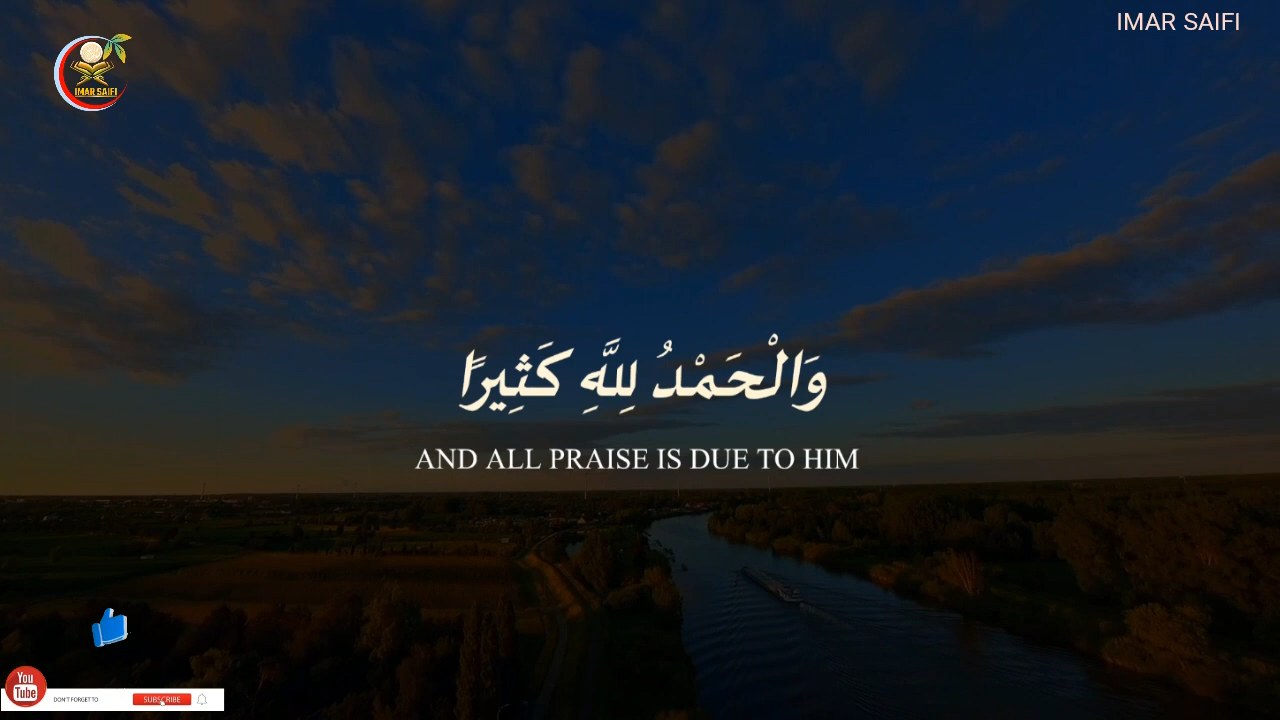 IMAR SAIFI
IMAR SAIFI
وَالْحَمْدُ لِلَّهِ كَثِيرًا
AND ALL PRAISE IS DUE TO HIM
You
Tube
DON'T FORGET TO
SUBSCRIBE